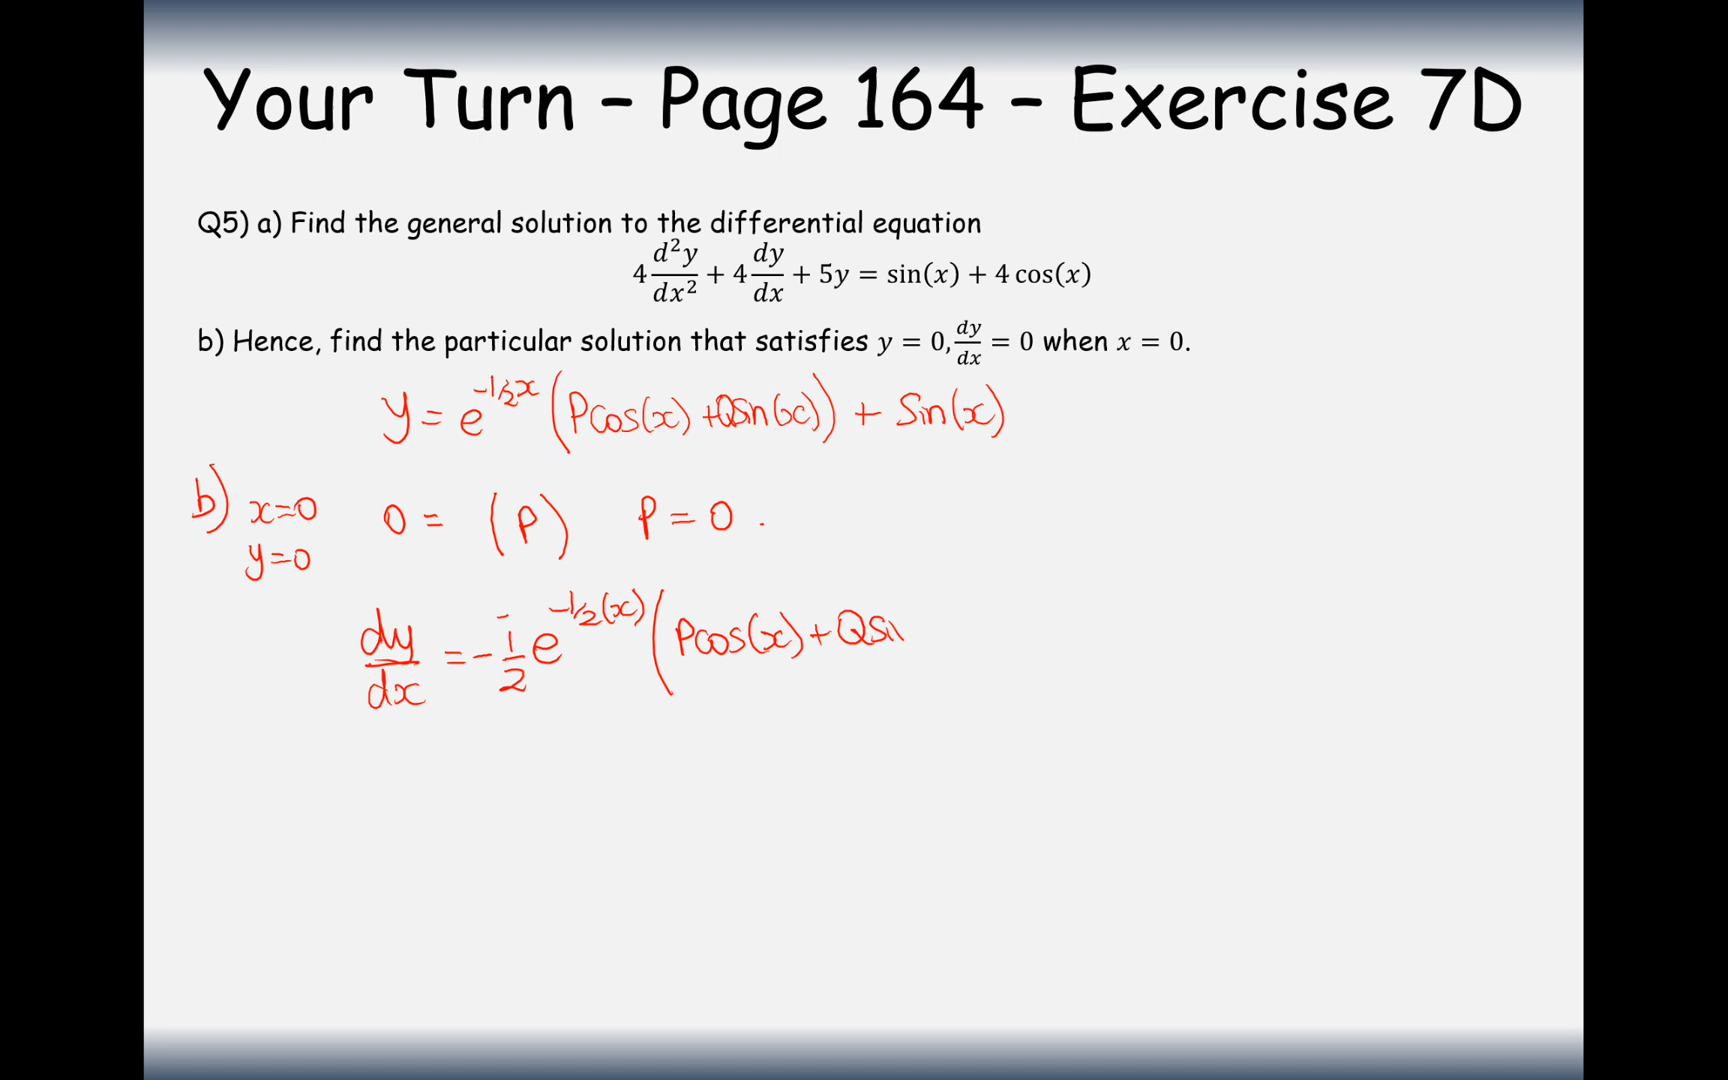 Your Turn – Page 164 – Exercise 7D
Q5) a) Find the general solution to the differential equation
4 d²y/dx² + 4 dy/dx + 5y = sin(x) + 4 cos(x)
b) Hence, find the particular solution that satisfies y = 0, dy/dx = 0 when x = 0.
y = e^(-1/2 x) (Pcos(x) + Qsin(x)) + Sin(x)
b) x=0 0 = (P) P = 0 .
y=0
dy/dx = - 1/2 e^(-1/2(x)) (Pcos(x) + Qsi